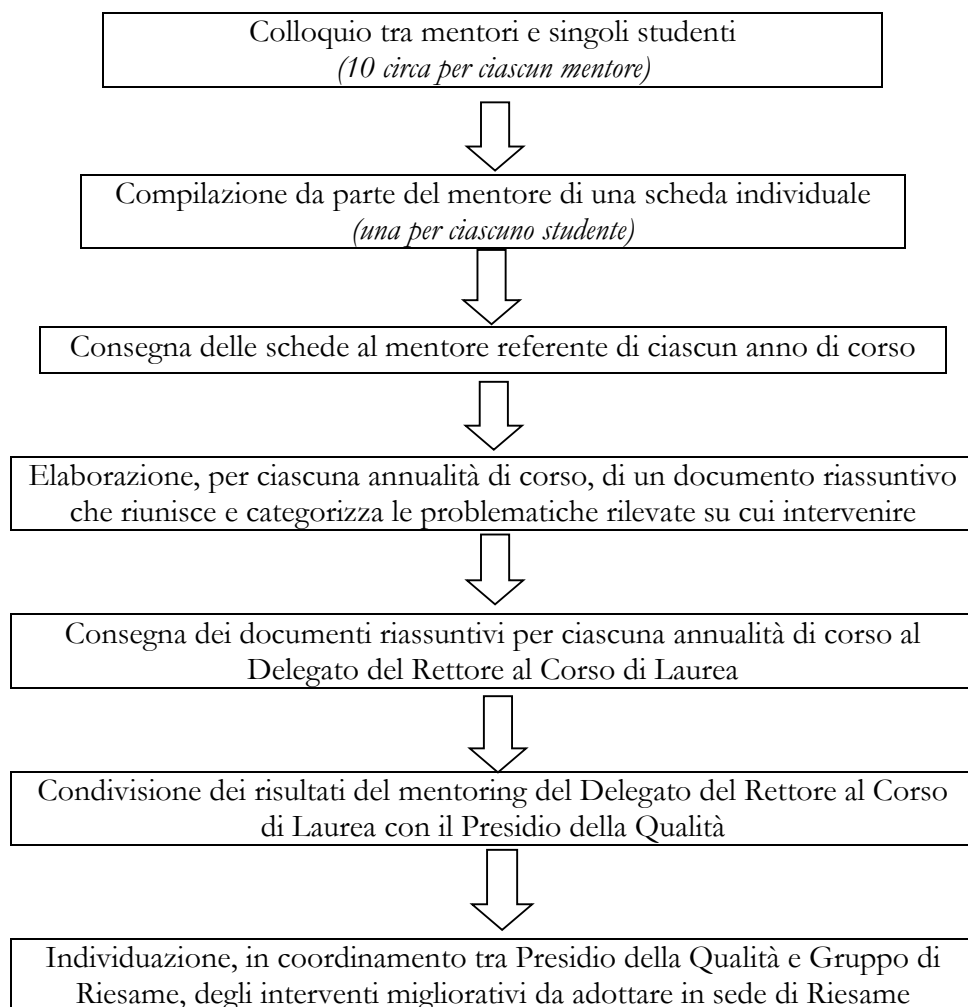 Colloquio tra mentori e singoli studenti
(10 circa per ciascun mentore)
Compilazione da parte del mentore di una scheda individuale
(una per ciascuno studente)
Consegna delle schede al mentore referente di ciascun anno di corso
Elaborazione, per ciascuna annualità di corso, di un documento riassuntivo
che riunisce e categorizza le problematiche rilevate su cui intervenire
Consegna dei documenti riassuntivi per ciascuna annualità di corso al
Delegato del Rettore al Corso di Laurea
Condivisione dei risultati del mentoring del Delegato del Rettore al Corso
di Laurea con il Presidio della Qualità
Individuazione, in coordinamento tra Presidio della Qualità e Gruppo di
Riesame, degli interventi migliorativi da adottare in sede di Riesame